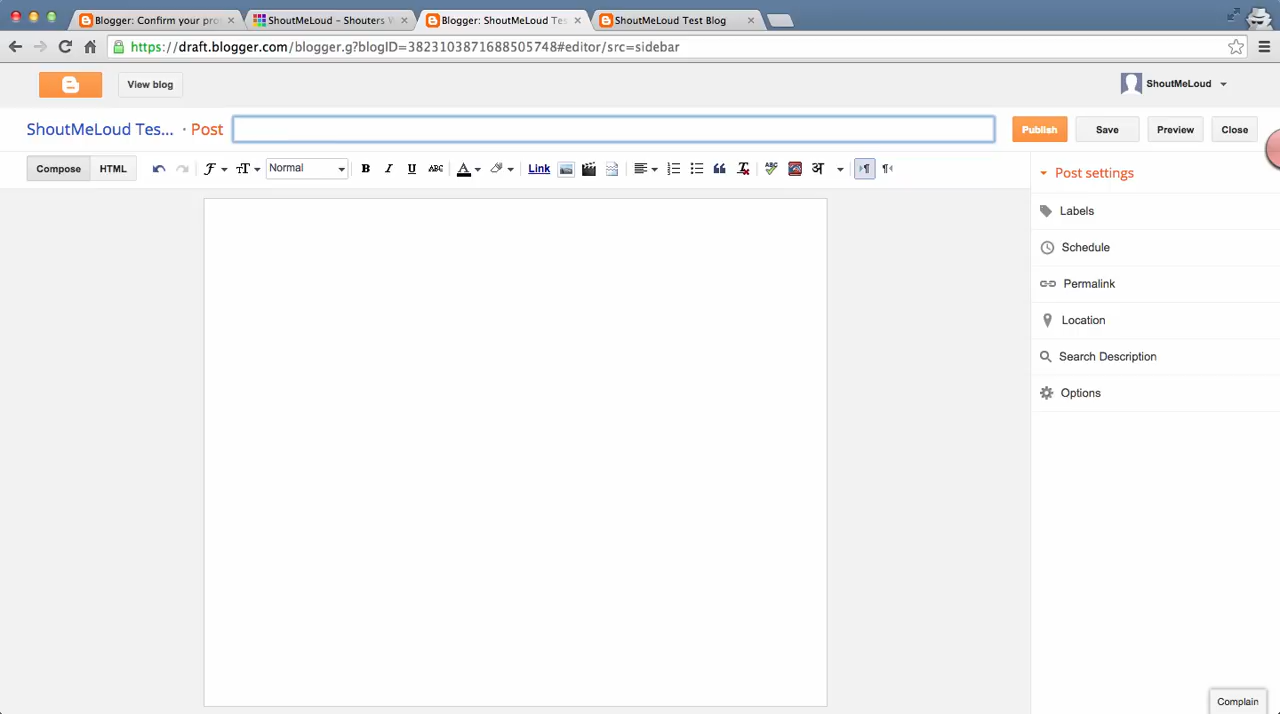 Blogger: Confirm your pro
ShoutMeLoud – Shouters W
Blogger: ShoutMeLoud Tes
ShoutMeLoud Test Blog
https://draft.blogger.com/blogger.g?blogID=3823103871688505748#editor/src=sidebar
View blog
ShoutMeLoud
ShoutMeLoud Tes... · Post
Publish
Save
Preview
Close
Compose
HTML
Normal
B
I
U
ABC
A
Link
ABC
अ
Post settings
Labels
Schedule
Permalink
Location
Search Description
Options
Complain